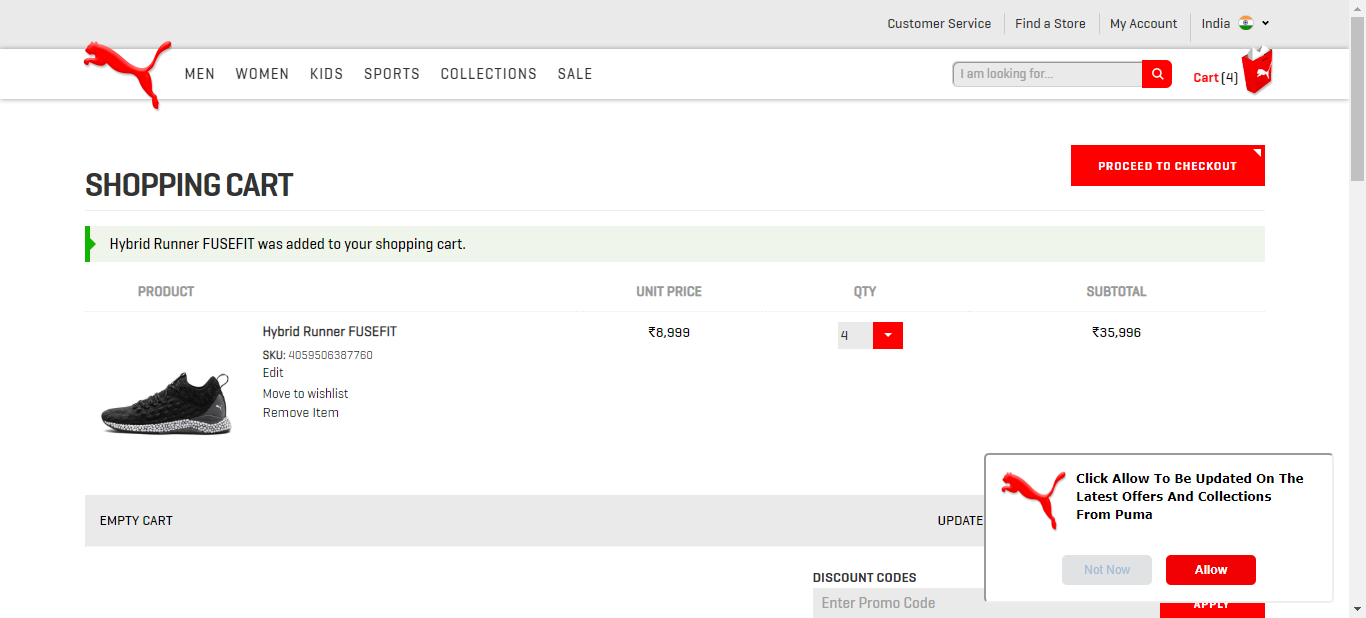 Customer Service
Find a Store
My Account
India
MEN
WOMEN
KIDS
SPORTS
COLLECTIONS
SALE
I am looking for...
Cart (4)
SHOPPING CART
PROCEED TO CHECKOUT
Hybrid Runner FUSEFIT was added to your shopping cart.
PRODUCT
UNIT PRICE
QTY
SUBTOTAL
Hybrid Runner FUSEFIT
₹8,999
4
₹35,996
SKU: 4059506387760
Edit
Move to wishlist
Remove Item
Click Allow To Be Updated On The
Latest Offers And Collections
From Puma
Not Now
Allow
EMPTY CART
UPDATE
DISCOUNT CODES
Enter Promo Code
APPLY